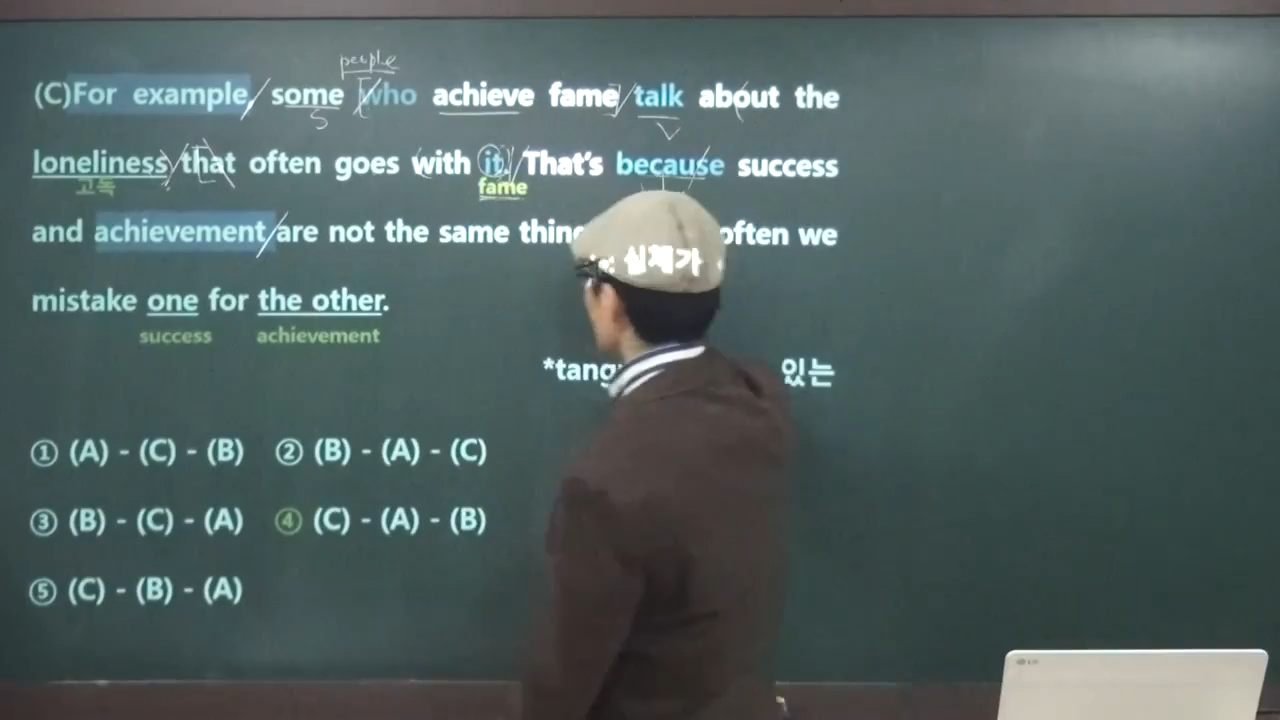 people
(C)For example, some who achieve fame talk about the
S
V
loneliness that often goes with it. That's because success
고독
fame
and achievement are not the same thing often we
실체가
mistake one for the other.
success achievement
있는
① (A) - (C) - (B) ② (B) - (A) - (C)
③ (B) - (C) - (A) ④ (C) - (A) - (B)
⑤ (C) - (B) - (A)
LG